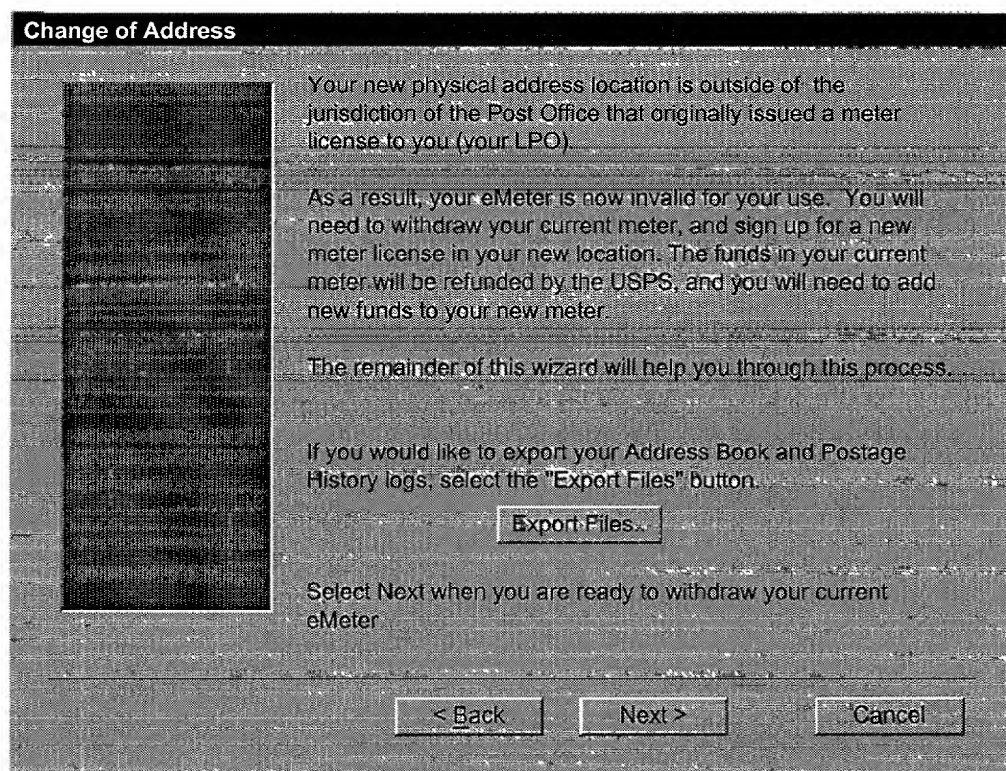 Change of Address
Your new physical address location is outside of the
jurisdiction of the Post Office that originally issued a meter
license to you (your LPO).
As a result, your eMeter is now invalid for your use. You will
need to withdraw your current meter, and sign up for a new
meter license in your new location. The funds in your current
meter will be refunded by the USPS, and you will need to add
new funds to your new meter.
The remainder of this wizard will help you through this process.
If you would like to export your Address Book and Postage
History logs, select the "Export Files" button.
Export Files...
Select Next when you are ready to withdraw your current
eMeter
< Back
Next >
Cancel